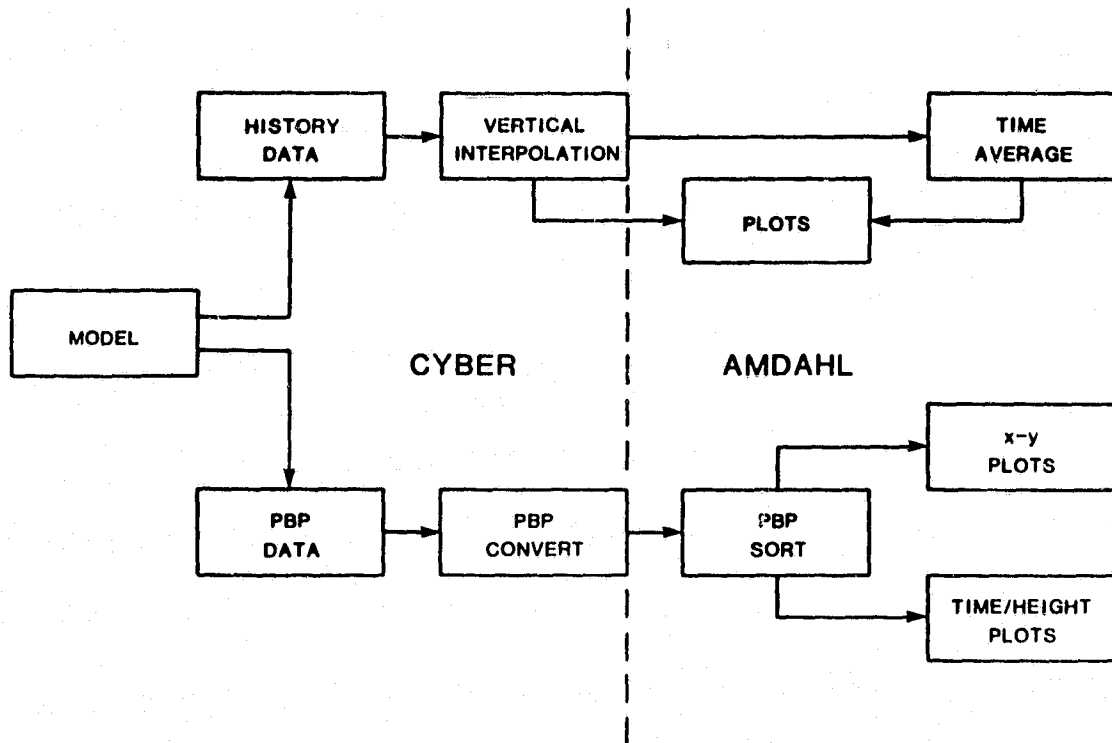 HISTORY
DATA
VERTICAL
INTERPOLATION
TIME
AVERAGE
PLOTS
MODEL
CYBER
AMDAHL
x-y
PLOTS
PBP
DATA
PBP
CONVERT
PBP
SORT
TIME/HEIGHT
PLOTS